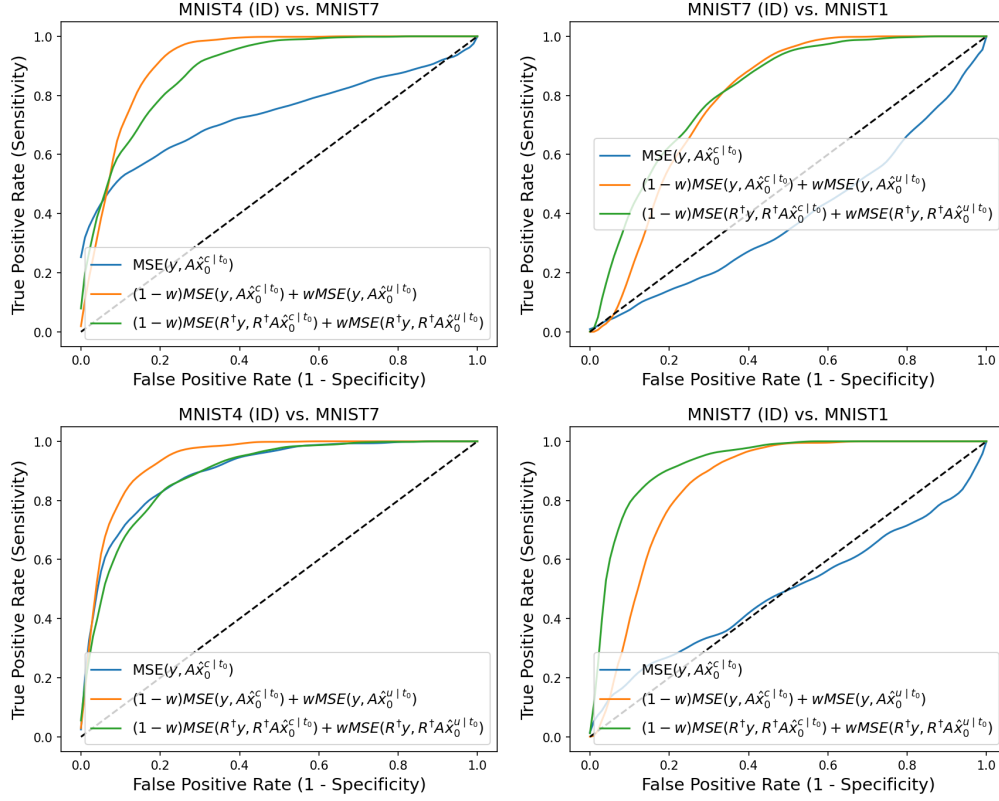 MNIST4 (ID) vs. MNIST7
True Positive Rate (Sensitivity)
1.0
0.8
0.6
0.4
0.2
0.0
MSE(y, Ax̂₀^{c | t₀})
(1 − w)MSE(y, Ax̂₀^{c | t₀}) + wMSE(y, Ax̂₀^{u | t₀})
(1 − w)MSE(R†y, R†Ax̂₀^{c | t₀}) + wMSE(R†y, R†Ax̂₀^{u | t₀})
0.0 0.2 0.4 0.6 0.8 1.0
False Positive Rate (1 - Specificity)
MNIST7 (ID) vs. MNIST1
True Positive Rate (Sensitivity)
1.0
0.8
0.6
0.4
0.2
0.0
MSE(y, Ax̂₀^{c | t₀})
(1 − w)MSE(y, Ax̂₀^{c | t₀}) + wMSE(y, Ax̂₀^{u | t₀})
(1 − w)MSE(R†y, R†Ax̂₀^{c | t₀}) + wMSE(R†y, R†Ax̂₀^{u | t₀})
0.0 0.2 0.4 0.6 0.8 1.0
False Positive Rate (1 - Specificity)
MNIST4 (ID) vs. MNIST7
True Positive Rate (Sensitivity)
1.0
0.8
0.6
0.4
0.2
0.0
MSE(y, Ax̂₀^{c | t₀})
(1 − w)MSE(y, Ax̂₀^{c | t₀}) + wMSE(y, Ax̂₀^{u | t₀})
(1 − w)MSE(R†y, R†Ax̂₀^{c | t₀}) + wMSE(R†y, R†Ax̂₀^{u | t₀})
0.0 0.2 0.4 0.6 0.8 1.0
False Positive Rate (1 - Specificity)
MNIST7 (ID) vs. MNIST1
True Positive Rate (Sensitivity)
1.0
0.8
0.6
0.4
0.2
0.0
MSE(y, Ax̂₀^{c | t₀})
(1 − w)MSE(y, Ax̂₀^{c | t₀}) + wMSE(y, Ax̂₀^{u | t₀})
(1 − w)MSE(R†y, R†Ax̂₀^{c | t₀}) + wMSE(R†y, R†Ax̂₀^{u | t₀})
0.0 0.2 0.4 0.6 0.8 1.0
False Positive Rate (1 - Specificity)